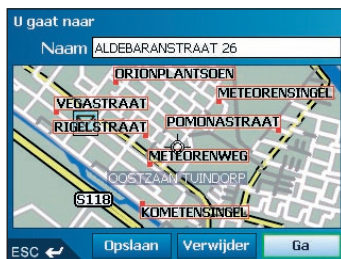 U gaat naar
Naam ALDEBARANSTRAAT 26
ORIONPLANTSOEN
METEORENSINGEL
VEGASTRAAT
POMONASTRAAT
RIGELSTRAAT
METEORENWEG
OOSTZAAN TUINDORP
S118
KOMETENSINGEL
ESC Opslaan Verwijder Ga